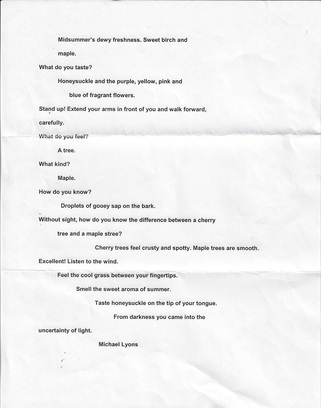 Midsummer's dewy freshness. Sweet birch and
maple.
What do you taste?
Honeysuckle and the purple, yellow, pink and
blue of fragrant flowers.
Stand up! Extend your arms in front of you and walk forward,
carefully.
What do you feel?
A tree.
What kind?
Maple.
How do you know?
Droplets of gooey sap on the bark.
Without sight, how do you know the difference between a cherry
tree and a maple stree?
Cherry trees feel crusty and spotty. Maple trees are smooth.
Excellent! Listen to the wind.
Feel the cool grass between your fingertips.
Smell the sweet aroma of summer.
Taste honeysuckle on the tip of your tongue.
From darkness you came into the
uncertainty of light.
Michael Lyons